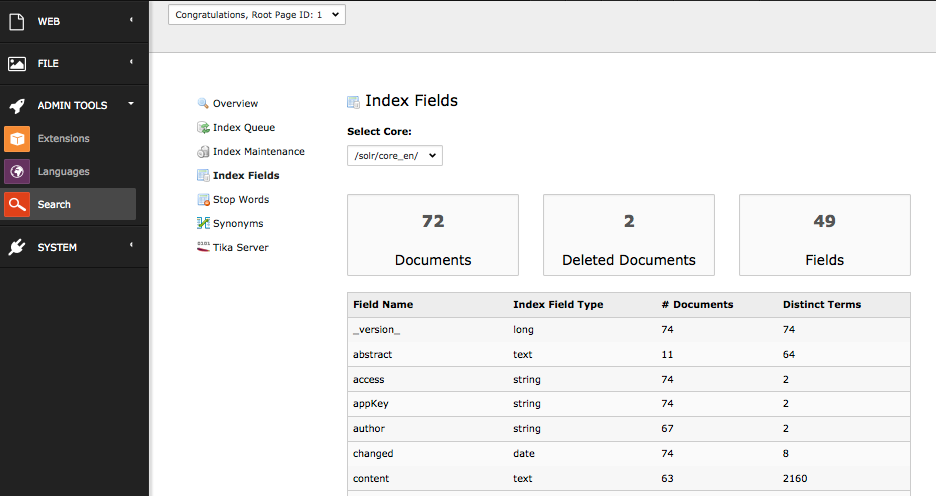 Congratulations, Root Page ID: 1
WEB
FILE
ADMIN TOOLS
Extensions
Languages
Search
SYSTEM
Overview
Index Queue
Index Maintenance
Index Fields
Stop Words
Synonyms
Tika Server
Index Fields
Select Core:
/solr/core_en/
72 2 49
Documents Deleted Documents Fields
Field Name Index Field Type # Documents Distinct Terms
_version_ long 74 74
abstract text 11 64
access string 74 2
appKey string 74 2
author string 67 2
changed date 74 8
content text 63 2160